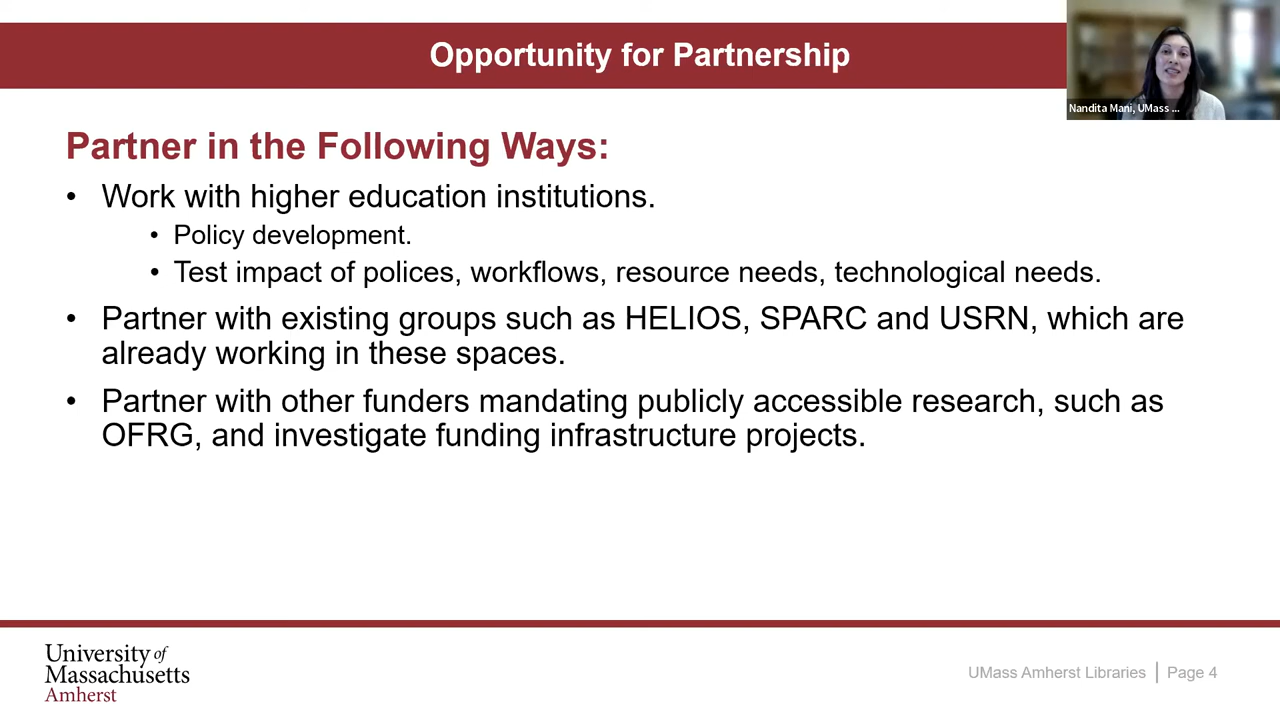 Opportunity for Partnership
Nandita Mani, UMass ...
Partner in the Following Ways:
• Work with higher education institutions.
• Policy development.
• Test impact of polices, workflows, resource needs, technological needs.
• Partner with existing groups such as HELIOS, SPARC and USRN, which are
already working in these spaces.
• Partner with other funders mandating publicly accessible research, such as
OFRG, and investigate funding infrastructure projects.
University of
Massachusetts
Amherst
UMass Amherst Libraries | Page 4